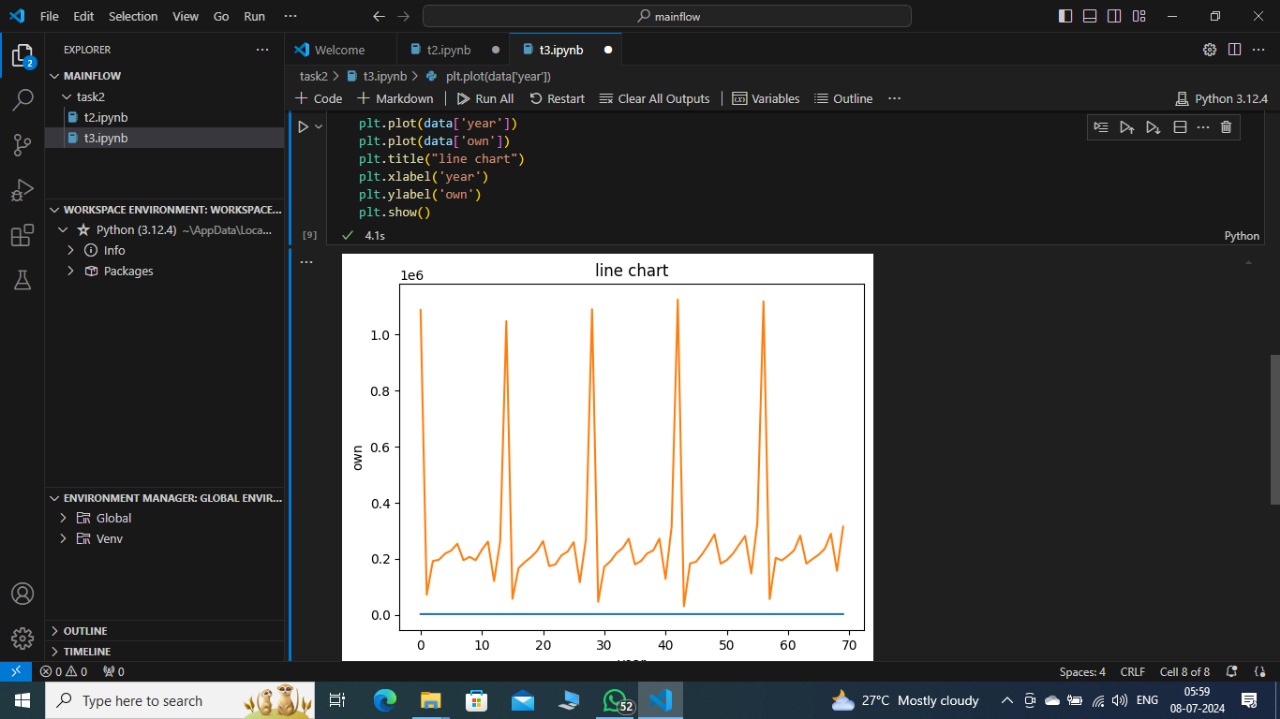 File Edit Selection View Go Run ··· mainflow
EXPLORER ···
Welcome t2.ipynb t3.ipynb
MAINFLOW
task2
t2.ipynb
t3.ipynb
2
task2 > t3.ipynb > plt.plot(data['year'])
+ Code + Markdown | Run All Restart Clear All Outputs | Variables Outline ··· Python 3.12.4
plt.plot(data['year'])
plt.plot(data['own'])
plt.title("line chart")
plt.xlabel('year')
plt.ylabel('own')
plt.show()
[9] 4.1s Python
WORKSPACE ENVIRONMENT: WORKSPACE...
Python (3.12.4) ~\AppData\Loca...
Info
Packages
line chart
1e6
1.0
0.8
0.6
0.4
0.2
0.0
own
0 10 20 30 40 50 60 70
ENVIRONMENT MANAGER: GLOBAL ENVIR...
Global
Venv
OUTLINE
TIMELINE
0 0 0 Spaces: 4 CRLF Cell 8 of 8
Type here to search
52
27°C Mostly cloudy
ENG
05:59
08-07-2024